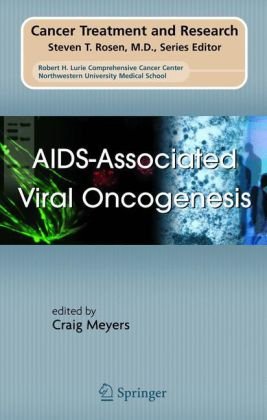 Cancer Treatment and Research
Steven T. Rosen, M.D., Series Editor
Robert H. Lurie Comprehensive Cancer Center
Northwestern University Medical School
AIDS-Associated
Viral Oncogenesis
edited by
Craig Meyers
Springer